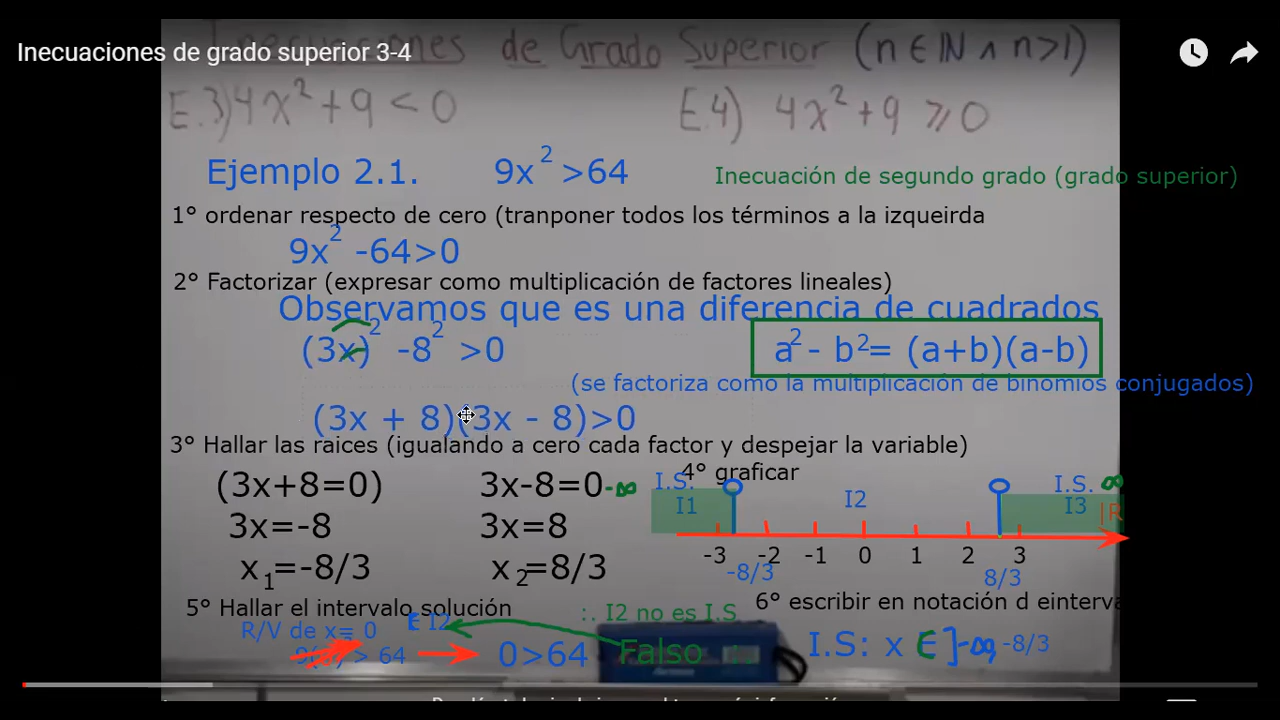 Inecuaciones de grado superior 3-4
Inecuaciones de Grado Superior (n ∈ ℕ ∧ n>1)
E.3) 4x² + 9 < 0
E.4) 4x² + 9 ⩾ 0
Ejemplo 2.1. 9x² >64
Inecuación de segundo grado (grado superior)
1° ordenar respecto de cero (tranponer todos los términos a la izqueirda
9x² -64>0
2° Factorizar (expresar como multiplicación de factores lineales)
Observamos que es una diferencia de cuadrados
(3x)² -8² >0
a² - b²= (a+b)(a-b)
(se factoriza como la multiplicación de binomios conjugados)
(3x + 8)(3x - 8)>0
3° Hallar las raices (igualando a cero cada factor y despejar la variable)
(3x+8=0)
3x=-8
x₁=-8/3
3x-8=0
3x=8
x₂=8/3
4° graficar
-∞ I.S. I.S. ∞
I1 I2 I3 |R
-3 -2 -1 0 1 2 3
-8/3 8/3
5° Hallar el intervalo solución
R/V de x= 0 E I2
9(0) > 64
0>64
Falso :.
:. I2 no es I.S
6° escribir en notación d einterva
I.S: x E ]-∞, -8/3